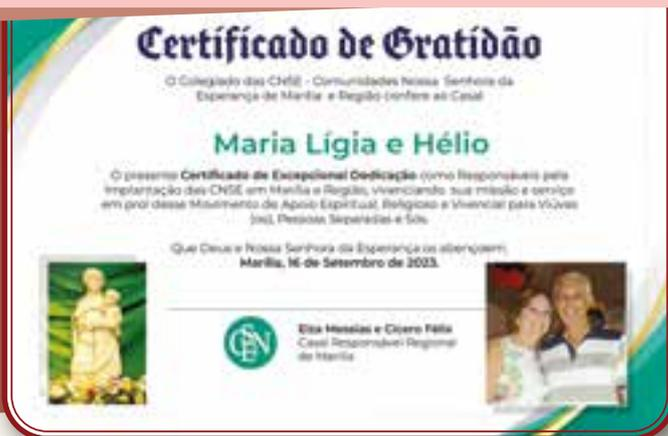 Certificado de Gratidão
O Colegiado das CNSE - Comunidades Nossa Senhora da
Esperança de Marília e Região confere ao Casal
Maria Lígia e Hélio
O presente Certificado de Excepcional Dedicação como Responsáveis pela
Implantação das CNSE em Marília e Região, vivenciando sua missão e serviço
em prol desse Movimento de Apoio Espiritual, Religioso e Vivencial para Viúvas
(os), Pessoas Separadas e Sós.
Que Deus e Nossa Senhora da Esperança os abençoem.
Marília, 16 de Setembro de 2023.
Elza Messias e Cícero Félix
Casal Responsável Regional
de Marília